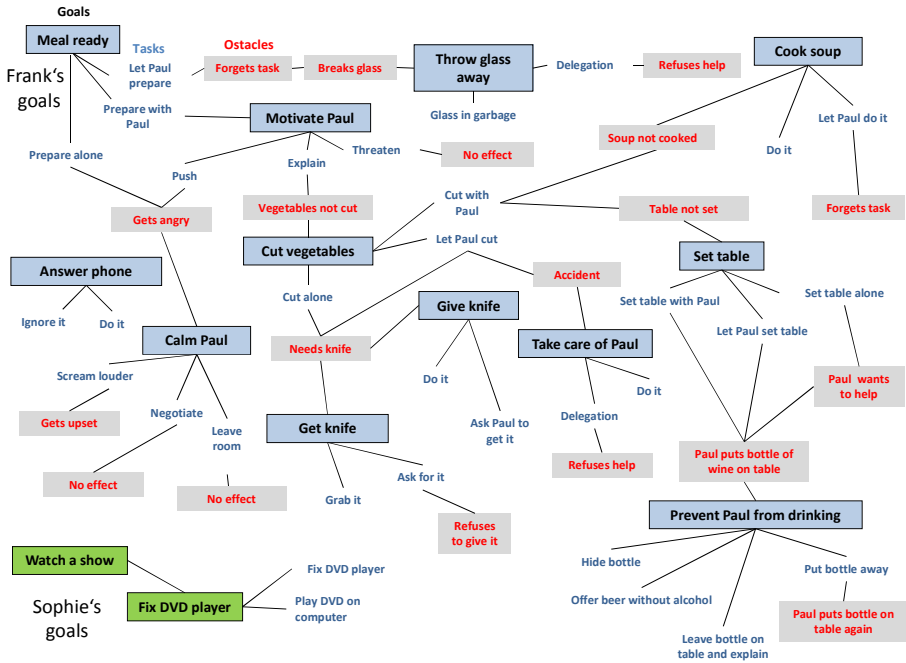 Goals
Meal ready
Tasks
Ostacles
Let Paul
prepare
Forgets task
Breaks glass
Throw glass
away
Delegation
Refuses help
Cook soup
Frank's
goals
Prepare with
Paul
Motivate Paul
Glass in garbage
Let Paul do it
Soup not cooked
Do it
Prepare alone
Push
Explain
Threaten
No effect
Gets angry
Vegetables not cut
Cut with
Paul
Table not set
Forgets task
Cut vegetables
Let Paul cut
Set table
Answer phone
Accident
Ignore it
Do it
Cut alone
Give knife
Set table with Paul
Set table alone
Let Paul set table
Calm Paul
Needs knife
Take care of Paul
Scream louder
Do it
Do it
Paul wants
to help
Gets upset
Negotiate
Leave
room
Get knife
Ask Paul to
get it
Delegation
No effect
No effect
Grab it
Ask for it
Refuses help
Paul puts bottle of
wine on table
Refuses
to give it
Prevent Paul from drinking
Watch a show
Fix DVD player
Hide bottle
Put bottle away
Sophie's
goals
Fix DVD player
Play DVD on
computer
Offer beer without alcohol
Paul puts bottle on
table again
Leave bottle on
table and explain